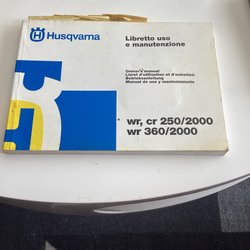 Husqvarna
Libretto uso
e manutenzione
Owner's manual
Livret d'utilisation et d'entretien
Betriebsanleitung
Manual de uso y mantenimiento
wr, cr 250/2000
wr 360/2000